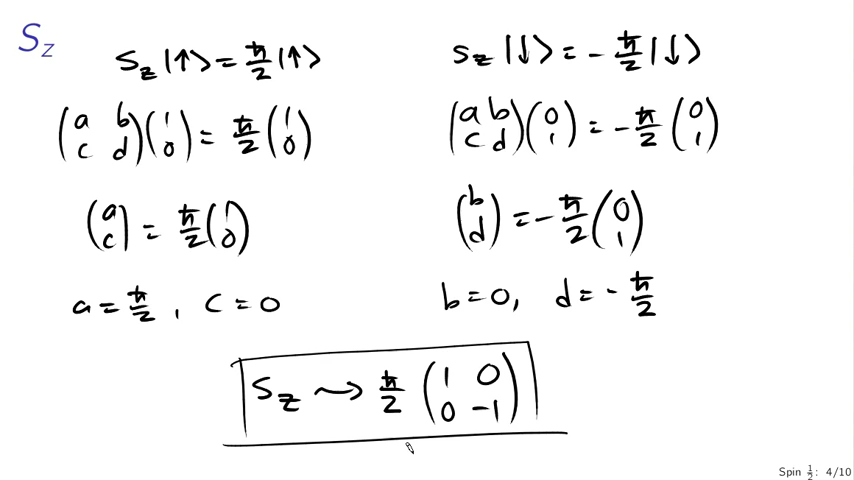 S_z
S_z |↑> = ħ/2 |↑>
S_z |↓> = - ħ/2 |↓>
(a b; c d)(1; 0) = ħ/2 (1; 0)
(a b; c d)(0; 1) = - ħ/2 (0; 1)
(a; c) = ħ/2 (1; 0)
(b; d) = - ħ/2 (0; 1)
a = ħ/2 , c = 0
b = 0, d = - ħ/2
S_z ⇝ ħ/2 (1 0; 0 -1)
Spin 1/2: 4/10